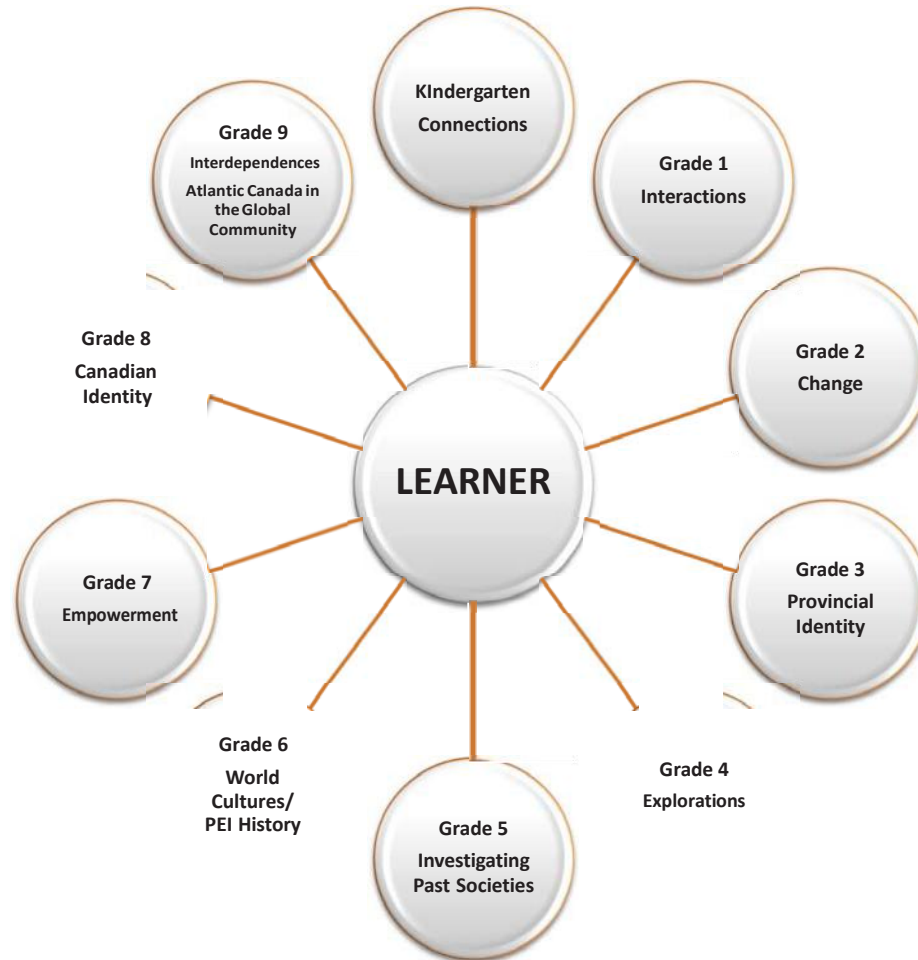 KIndergarten
Connections
Grade 1
Interactions
Grade 2
Change
Grade 3
Provincial
Identity
Grade 4
Explorations
Grade 5
Investigating
Past Societies
Grade 6
World
Cultures/
PEI History
Grade 7
Empowerment
Grade 8
Canadian
Identity
Grade 9
Interdependences
Atlantic Canada in
the Global
Community
LEARNER